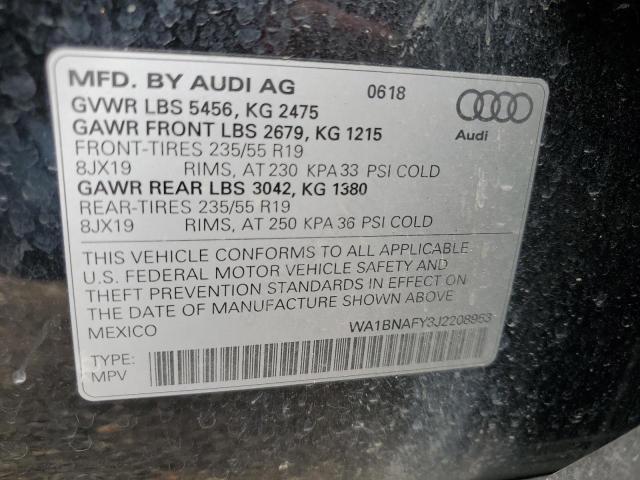 MFD. BY AUDI AG 0618
GVWR LBS 5456, KG 2475
GAWR FRONT LBS 2679, KG 1215
FRONT-TIRES 235/55 R19
8JX19 RIMS, AT 230 KPA 33 PSI COLD
GAWR REAR LBS 3042, KG 1380
REAR-TIRES 235/55 R19
8JX19 RIMS, AT 250 KPA 36 PSI COLD
Audi
THIS VEHICLE CONFORMS TO ALL APPLICABLE
U.S. FEDERAL MOTOR VEHICLE SAFETY AND
THEFT PREVENTION STANDARDS IN EFFECT ON
THE DATE OF MANUFACTURE SHOWN ABOVE
MEXICO WA1BNAFY3J2208953
TYPE:
MPV